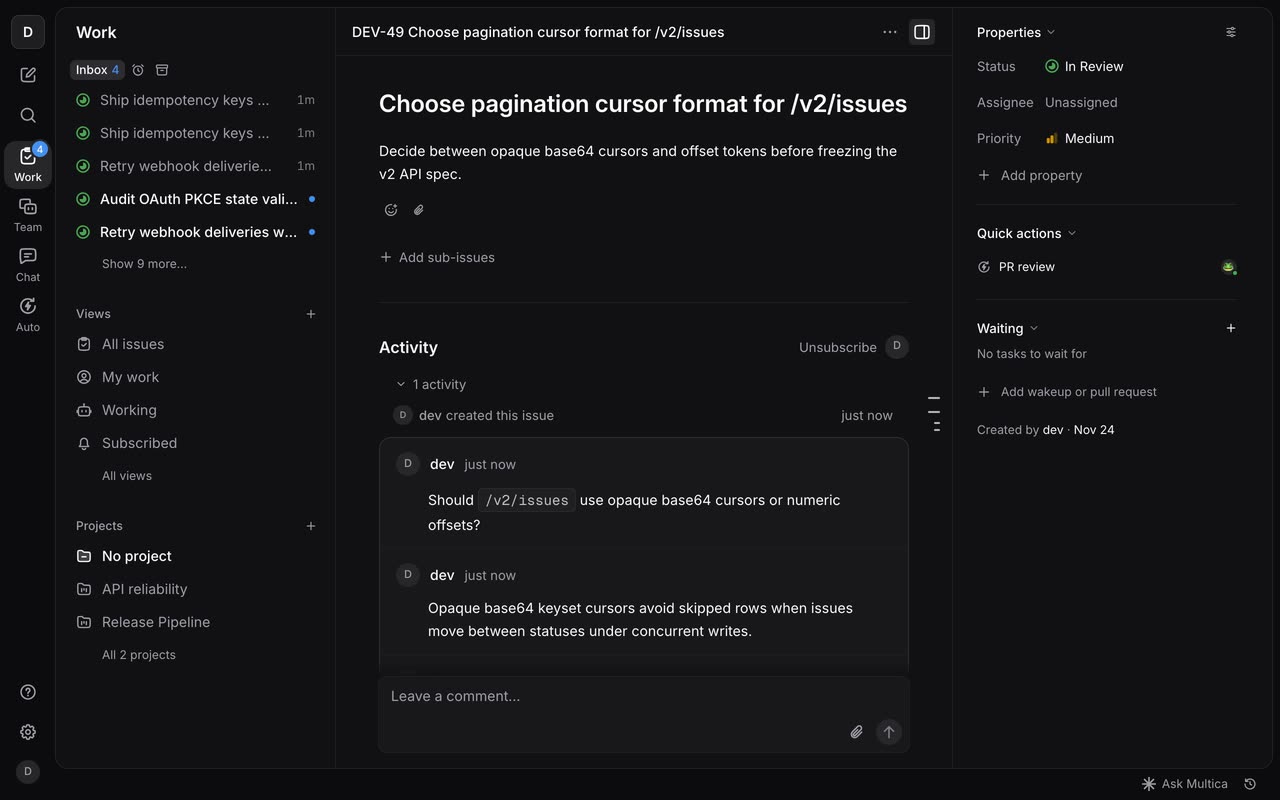 D
4
Work
Team
Chat
Auto
D
Work
Inbox 4
Ship idempotency keys ... 1m
Ship idempotency keys ... 1m
Retry webhook deliverie... 1m
Audit OAuth PKCE state vali...
Retry webhook deliveries w...
Show 9 more...
Views
All issues
My work
Working
Subscribed
All views
Projects
No project
API reliability
Release Pipeline
All 2 projects
DEV-49 Choose pagination cursor format for /v2/issues
Choose pagination cursor format for /v2/issues
Decide between opaque base64 cursors and offset tokens before freezing the
v2 API spec.
Add sub-issues
Activity
Unsubscribe D
1 activity
D dev created this issue just now
D dev just now
Should /v2/issues use opaque base64 cursors or numeric
offsets?
D dev just now
Opaque base64 keyset cursors avoid skipped rows when issues
move between statuses under concurrent writes.
Leave a comment...
Properties
Status In Review
Assignee Unassigned
Priority Medium
Add property
Quick actions
PR review
Waiting
No tasks to wait for
Add wakeup or pull request
Created by dev · Nov 24
Ask Multica